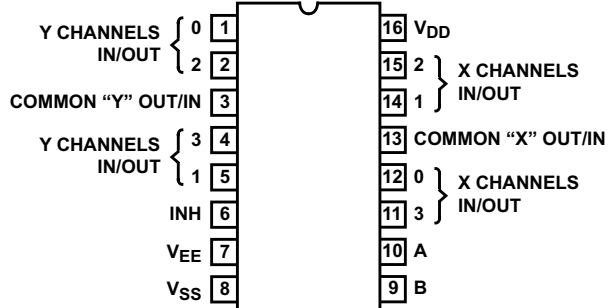 Y CHANNELS
IN/OUT
0 1
2 2
COMMON “Y” OUT/IN 3
Y CHANNELS
IN/OUT
3 4
1 5
INH 6
VEE 7
VSS 8
16 VDD
15 2
14 1
X CHANNELS
IN/OUT
13 COMMON “X” OUT/IN
12 0
11 3
X CHANNELS
IN/OUT
10 A
9 B